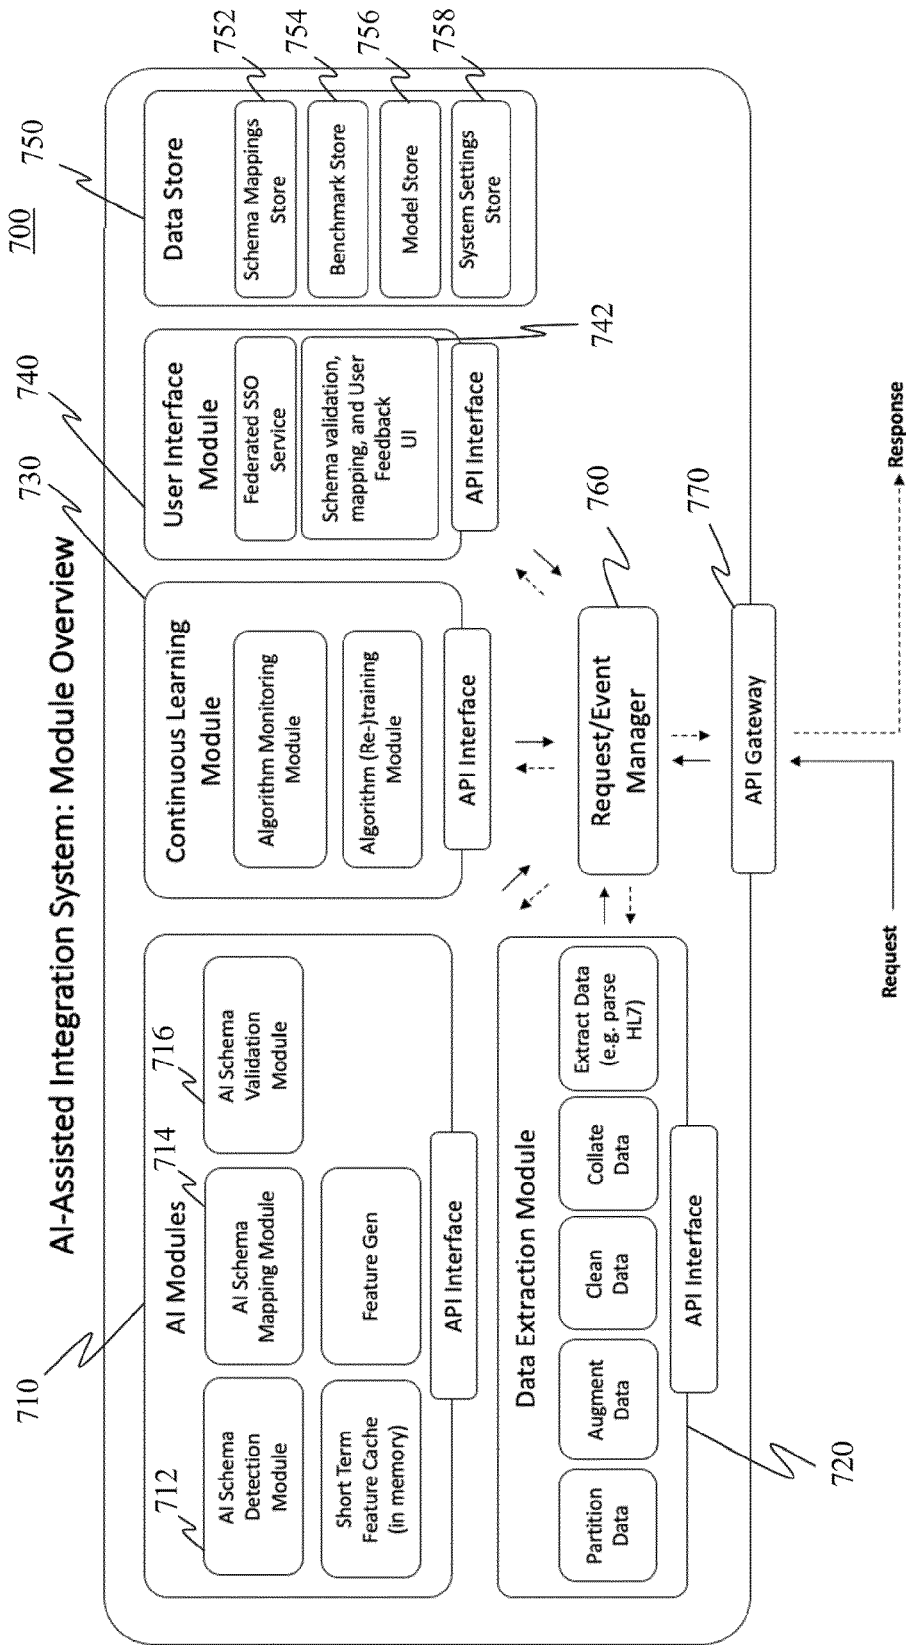 AI-Assisted Integration System: Module Overview
700
710
AI Modules
712
AI Schema
Detection
Module
714
AI Schema
Mapping Module
716
AI Schema
Validation
Module
Short Term
Feature Cache
(in memory)
Feature Gen
API Interface
730
Continuous Learning
Module
Algorithm Monitoring
Module
Algorithm (Re-)training
Module
API Interface
740
User Interface
Module
Federated SSO
Service
Schema validation,
mapping, and User
Feedback
UI
742
API Interface
750
Data Store
752
Schema Mappings
Store
754
Benchmark Store
756
Model Store
758
System Settings
Store
Data Extraction Module
Partition
Data
Augment
Data
Clean
Data
Collate
Data
Extract Data
(e.g. parse
HL7)
API Interface
720
760
Request/Event
Manager
770
API Gateway
Request
Response